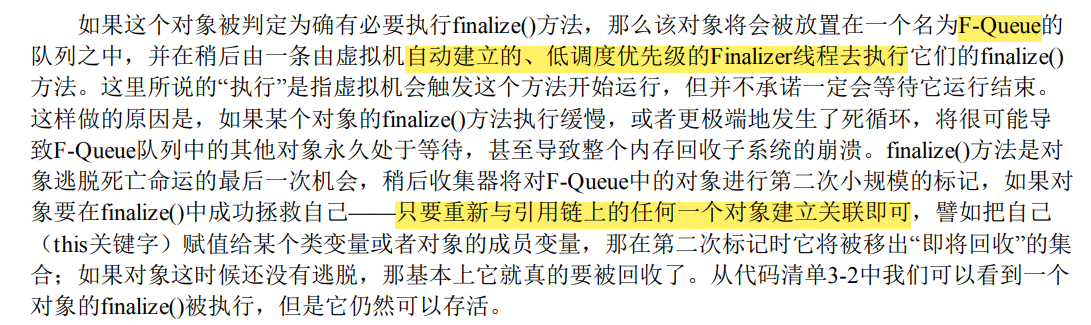 如果这个对象被判定为确有必要执行finalize()方法，那么该对象将会被放置在一个名为F-Queue的
队列之中，并在稍后由一条由虚拟机自动建立的、低调度优先级的Finalizer线程去执行它们的finalize()
方法。这里所说的“执行”是指虚拟机会触发这个方法开始运行，但并不承诺一定会等待它运行结束。
这样做的原因是，如果某个对象的finalize()方法执行缓慢，或者更极端地发生了死循环，将很可能导
致F-Queue队列中的其他对象永久处于等待，甚至导致整个内存回收子系统的崩溃。finalize()方法是对
象逃脱死亡命运的最后一次机会，稍后收集器将对F-Queue中的对象进行第二次小规模的标记，如果对
象要在finalize()中成功拯救自己——只要重新与引用链上的任何一个对象建立关联即可，譬如把自己
（this关键字）赋值给某个类变量或者对象的成员变量，那在第二次标记时它将被移出“即将回收”的集
合；如果对象这时候还没有逃脱，那基本上它就真的要被回收了。从代码清单3-2中我们可以看到一个
对象的finalize()被执行，但是它仍然可以存活。